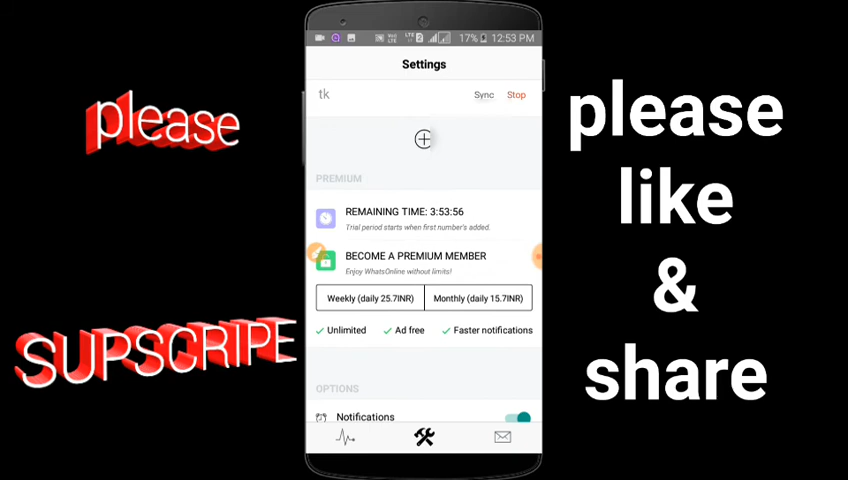 please
SUPSCRIPE
17% 12:53 PM
Settings
tk Sync Stop
PREMIUM
REMAINING TIME: 3:53:56
Trial period starts when first number's added.
BECOME A PREMIUM MEMBER
Enjoy WhatsOnline without limits!
Weekly (daily 25.7INR) Monthly (daily 15.7INR)
Unlimited Ad free Faster notifications
OPTIONS
Notifications
please
like
&
share